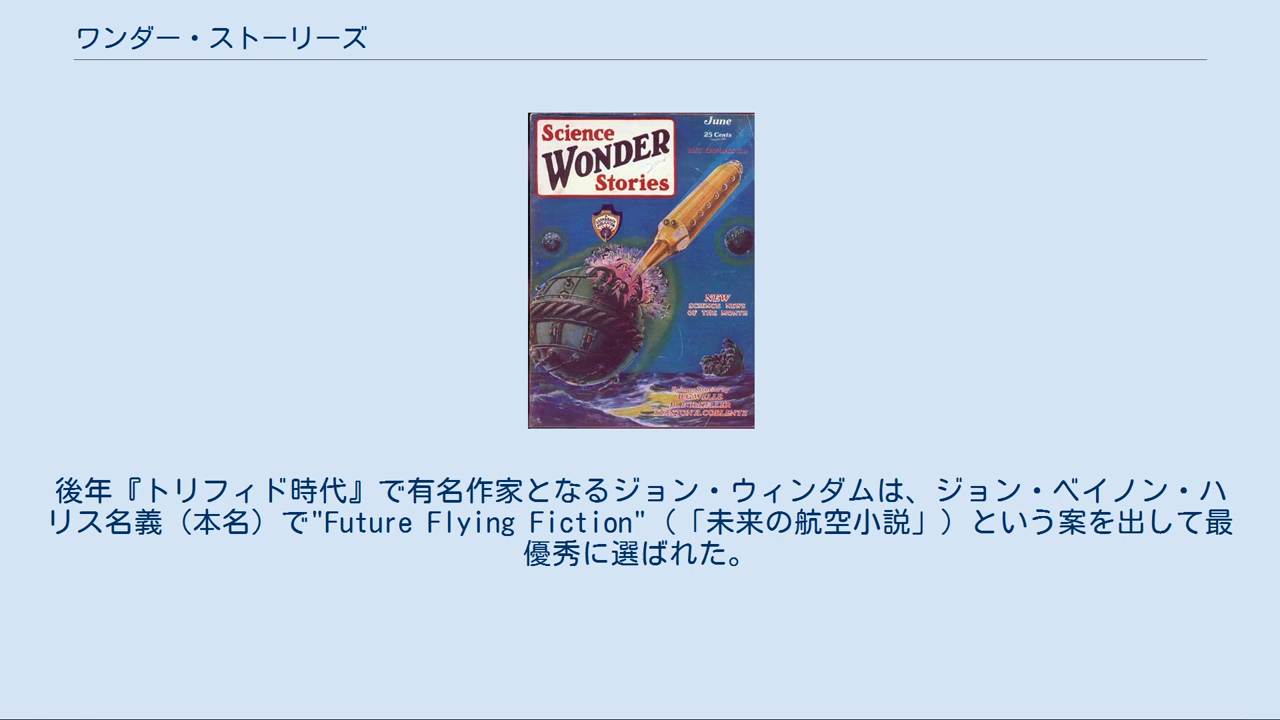 ワンダー・ストーリーズ
June
25 Cents
Science
WONDER
Stories
NEW
SCIENCE NEWS
OF THE MONTH
H.G. WELLS
STANTON A. COBLENTZ
後年『トリフィド時代』で有名作家となるジョン・ウィンダムは、ジョン・ベイノン・ハ
リス名義（本名）で"Future Flying Fiction"（「未来の航空小説」）という案を出して最
優秀に選ばれた。